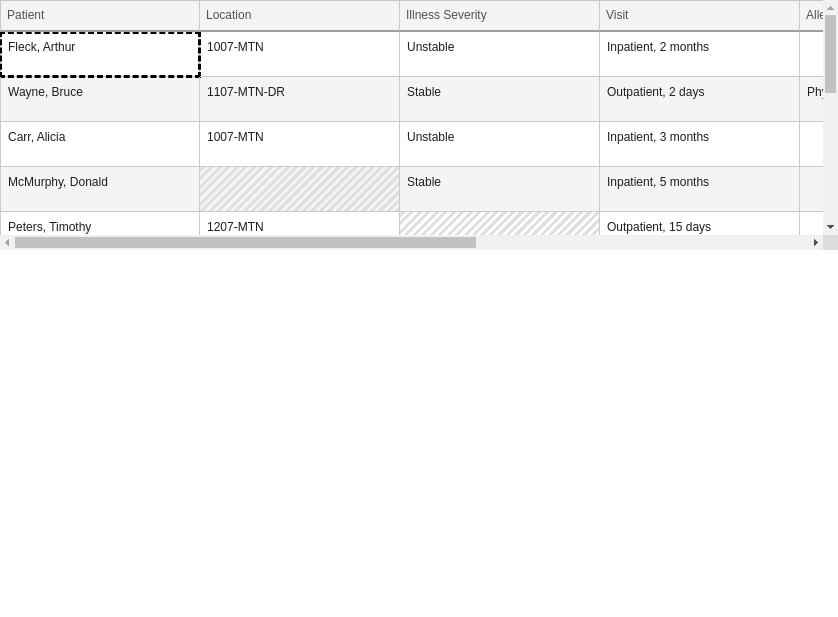 Patient Location Illness Severity Visit
Fleck, Arthur 1007-MTN Unstable Inpatient, 2 months
Wayne, Bruce 1107-MTN-DR Stable Outpatient, 2 days
Carr, Alicia 1007-MTN Unstable Inpatient, 3 months
McMurphy, Donald Stable Inpatient, 5 months
Peters, Timothy 1207-MTN Outpatient, 15 days